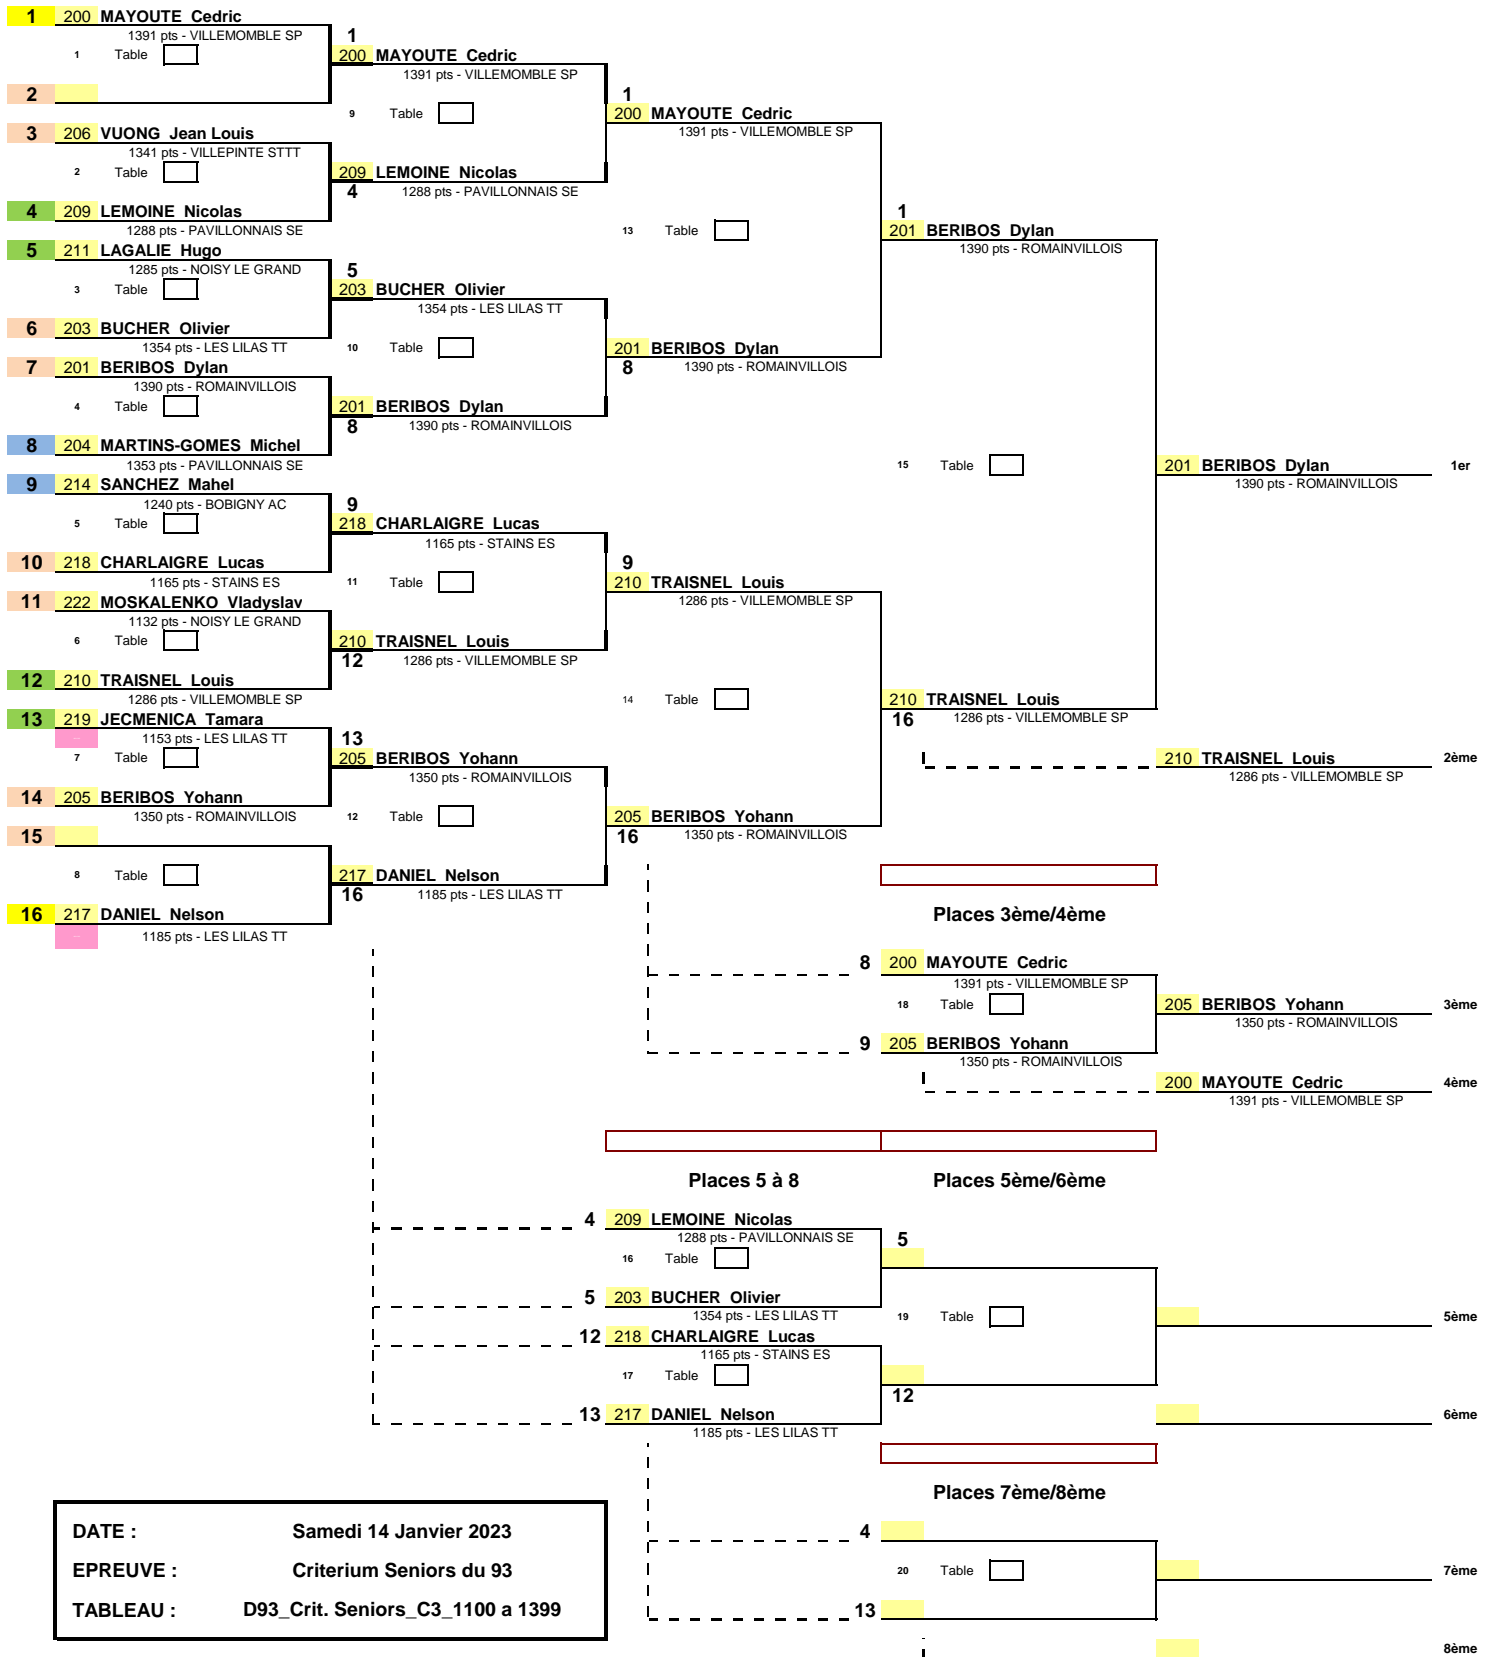 1 200 MAYOUTE Cedric
1391 pts - VILLEMOMBLE SP
1 Table
2
3 206 VUONG Jean Louis
1341 pts - VILLEPINTE STTT
2 Table
4 209 LEMOINE Nicolas
1288 pts - PAVILLONNAIS SE
5 211 LAGALIE Hugo
1285 pts - NOISY LE GRAND
3 Table
6 203 BUCHER Olivier
1354 pts - LES LILAS TT
7 201 BERIBOS Dylan
1390 pts - ROMAINVILLOIS
4 Table
8 204 MARTINS-GOMES Michel
1353 pts - PAVILLONNAIS SE
9 214 SANCHEZ Mahel
1240 pts - BOBIGNY AC
5 Table
10 218 CHARLAIGRE Lucas
1165 pts - STAINS ES
11 222 MOSKALENKO Vladyslav
1132 pts - NOISY LE GRAND
6 Table
12 210 TRAISNEL Louis
1286 pts - VILLEMOMBLE SP
13 219 JECMENICA Tamara
1153 pts - LES LILAS TT
7 Table
14 205 BERIBOS Yohann
1350 pts - ROMAINVILLOIS
15
8 Table
16 217 DANIEL Nelson
1185 pts - LES LILAS TT
1
200 MAYOUTE Cedric
1391 pts - VILLEMOMBLE SP
9 Table
209 LEMOINE Nicolas
4 1288 pts - PAVILLONNAIS SE
5
203 BUCHER Olivier
1354 pts - LES LILAS TT
10 Table
201 BERIBOS Dylan
8 1390 pts - ROMAINVILLOIS
9
218 CHARLAIGRE Lucas
1165 pts - STAINS ES
11 Table
210 TRAISNEL Louis
12 1286 pts - VILLEMOMBLE SP
13
205 BERIBOS Yohann
1350 pts - ROMAINVILLOIS
12 Table
217 DANIEL Nelson
16 1185 pts - LES LILAS TT
1
200 MAYOUTE Cedric
1391 pts - VILLEMOMBLE SP
13 Table
201 BERIBOS Dylan
8 1390 pts - ROMAINVILLOIS
9
210 TRAISNEL Louis
1286 pts - VILLEMOMBLE SP
14 Table
205 BERIBOS Yohann
16 1350 pts - ROMAINVILLOIS
1
201 BERIBOS Dylan
1390 pts - ROMAINVILLOIS
15 Table
210 TRAISNEL Louis
16 1286 pts - VILLEMOMBLE SP
201 BERIBOS Dylan 1er
1390 pts - ROMAINVILLOIS
210 TRAISNEL Louis 2ème
1286 pts - VILLEMOMBLE SP
Places 3ème/4ème
8 200 MAYOUTE Cedric
1391 pts - VILLEMOMBLE SP
18 Table
9 205 BERIBOS Yohann
1350 pts - ROMAINVILLOIS
205 BERIBOS Yohann 3ème
1350 pts - ROMAINVILLOIS
200 MAYOUTE Cedric 4ème
1391 pts - VILLEMOMBLE SP
Places 5 à 8
Places 5ème/6ème
4 209 LEMOINE Nicolas
1288 pts - PAVILLONNAIS SE
16 Table
5 203 BUCHER Olivier
1354 pts - LES LILAS TT
12 218 CHARLAIGRE Lucas
1165 pts - STAINS ES
17 Table
13 217 DANIEL Nelson
1185 pts - LES LILAS TT
5
19 Table
12
5ème
6ème
Places 7ème/8ème
4
20 Table
13
7ème
8ème
DATE : Samedi 14 Janvier 2023
EPREUVE : Criterium Seniors du 93
TABLEAU : D93_Crit. Seniors_C3_1100 a 1399